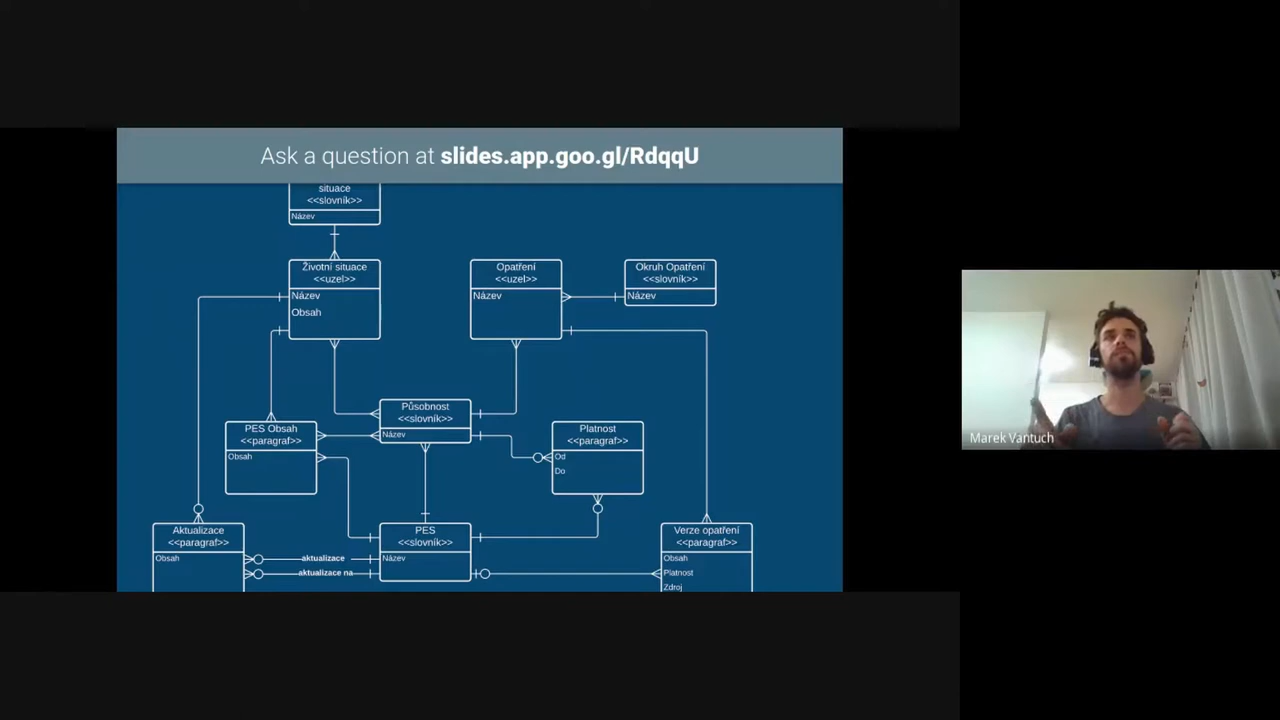 Ask a question at slides.app.goo.gl/RdqqU
situace
<<slovník>>
Název
Životní situace
<<uzel>>
Název
Obsah
Opatření
<<uzel>>
Název
Okruh Opatření
<<slovník>>
Název
Působnost
<<slovník>>
Název
PES Obsah
<<paragraf>>
Obsah
Platnost
<<paragraf>>
Od
Do
Aktualizace
<<paragraf>>
Obsah
aktualizace
aktualizace na
PES
<<slovník>>
Název
Verze opatření
<<paragraf>>
Obsah
Platnost
Zdroj
Marek Vantuch